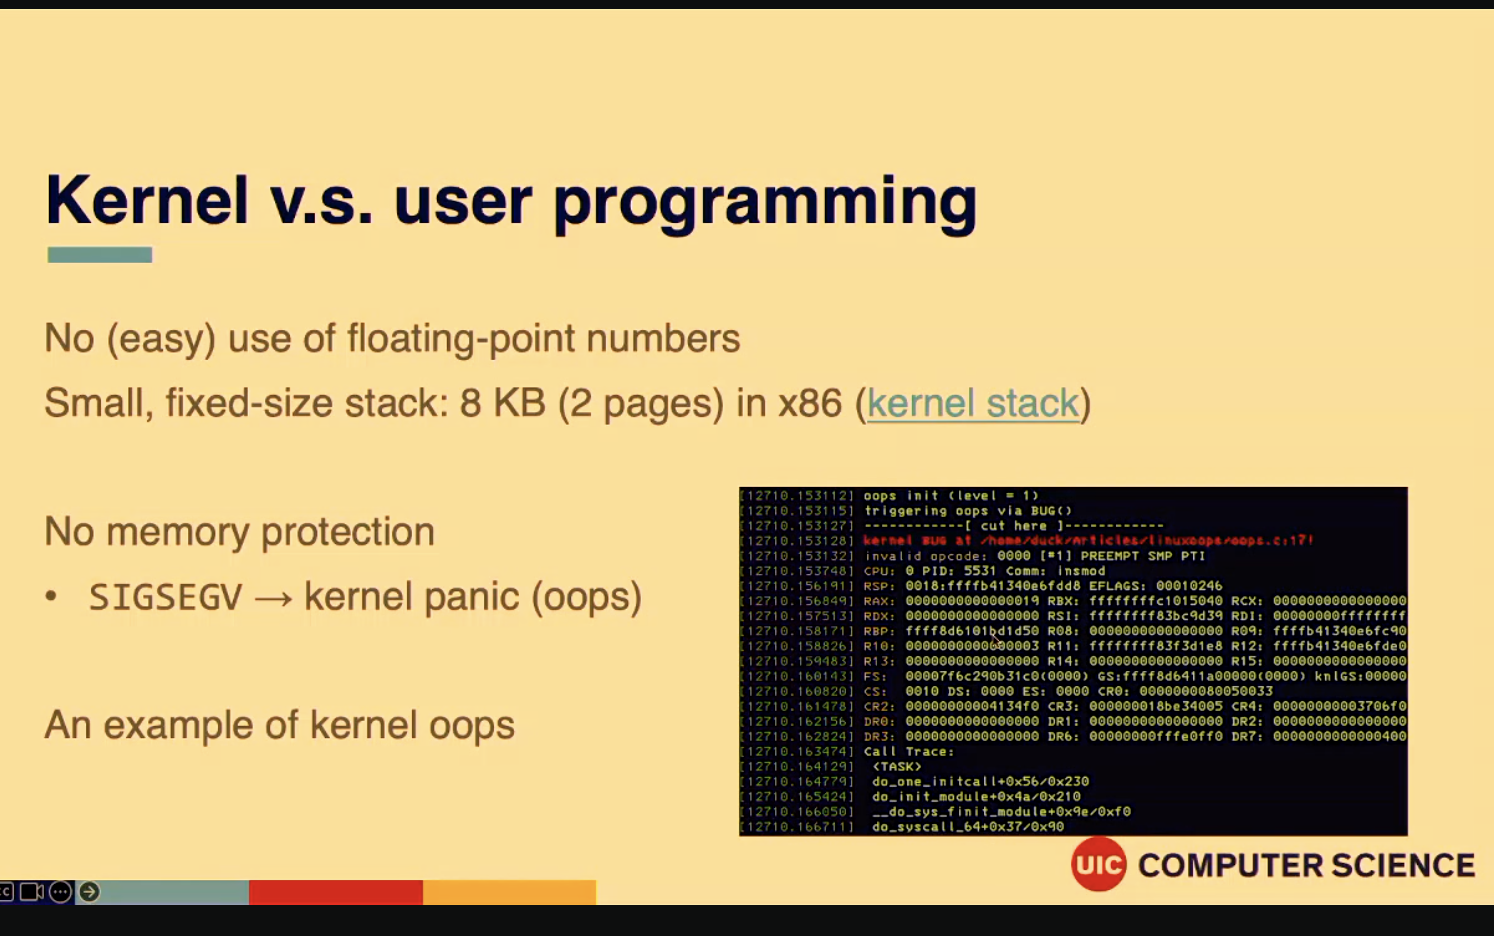 Kernel v.s. user programming
No (easy) use of floating-point numbers
Small, fixed-size stack: 8 KB (2 pages) in x86 (kernel stack)
No memory protection
• SIGSEGV → kernel panic (oops)
An example of kernel oops
[12710.153112] oops init (level = 1)
[12710.153115] triggering oops via BUG()
[12710.153127] ------------[ cut here ]------------
[12710.153128] kernel BUG at /home/duck/Articles/linuxoops/oops.c:17!
[12710.153132] invalid opcode: 0000 [#1] PREEMPT SMP PTI
[12710.153748] CPU: 0 PID: 5531 Comm: insmod
[12710.156191] RSP: 0018:ffffb41340e6fdd8 EFLAGS: 00010246
[12710.156849] RAX: 0000000000000019 RBX: ffffffffc1015040 RCX: 0000000000000000
[12710.157513] RDX: 0000000000000000 RSI: ffffffff83bc9d39 RDI: 00000000ffffffff
[12710.158171] RBP: ffff8d6101bd1d50 R08: 0000000000000000 R09: ffffb41340e6fc90
[12710.158826] R10: 0000000000000003 R11: ffffffff83f3d1e8 R12: ffffb41340e6fde0
[12710.159483] R13: 0000000000000000 R14: 0000000000000000 R15: 0000000000000000
[12710.160143] FS: 00007f6c290b31c0(0000) GS:ffff8d6411a00000(0000) knlGS:00000
[12710.160820] CS: 0010 DS: 0000 ES: 0000 CR0: 0000000080050033
[12710.161478] CR2: 00000000004134f0 CR3: 000000018be34005 CR4: 00000000003706f0
[12710.162156] DR0: 0000000000000000 DR1: 0000000000000000 DR2: 0000000000000000
[12710.162824] DR3: 0000000000000000 DR6: 00000000fffe0ff0 DR7: 0000000000000400
[12710.163474] Call Trace:
[12710.164129] <TASK>
[12710.164779] do_one_initcall+0x56/0x230
[12710.165424] do_init_module+0x4a/0x210
[12710.166050] __do_sys_finit_module+0x9e/0xf0
[12710.166711] do_syscall_64+0x37/0x90
UIC COMPUTER SCIENCE